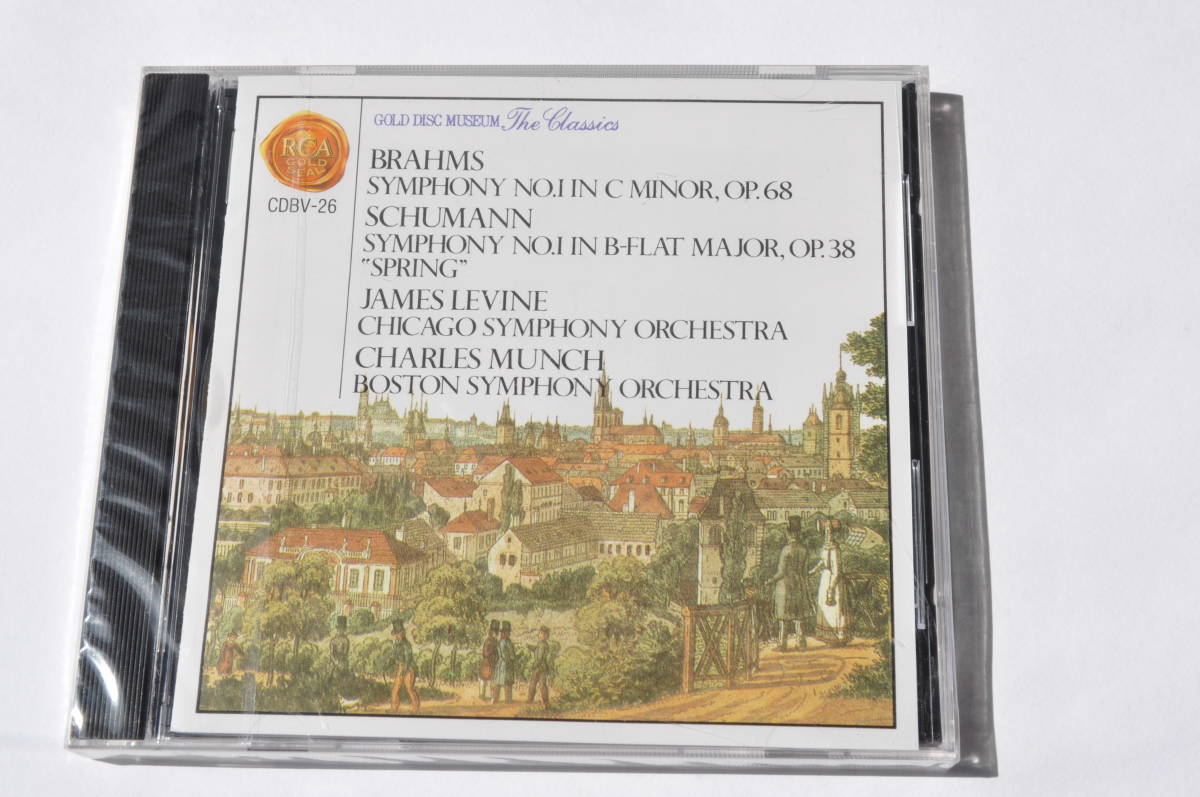 RCA
GOLD
SEAL
CDBV-26
GOLD DISC MUSEUM The Classics
BRAHMS
SYMPHONY NO.1 IN C MINOR, OP.68
SCHUMANN
SYMPHONY NO.1 IN B-FLAT MAJOR, OP.38
"SPRING"
JAMES LEVINE
CHICAGO SYMPHONY ORCHESTRA
CHARLES MUNCH
BOSTON SYMPHONY ORCHESTRA